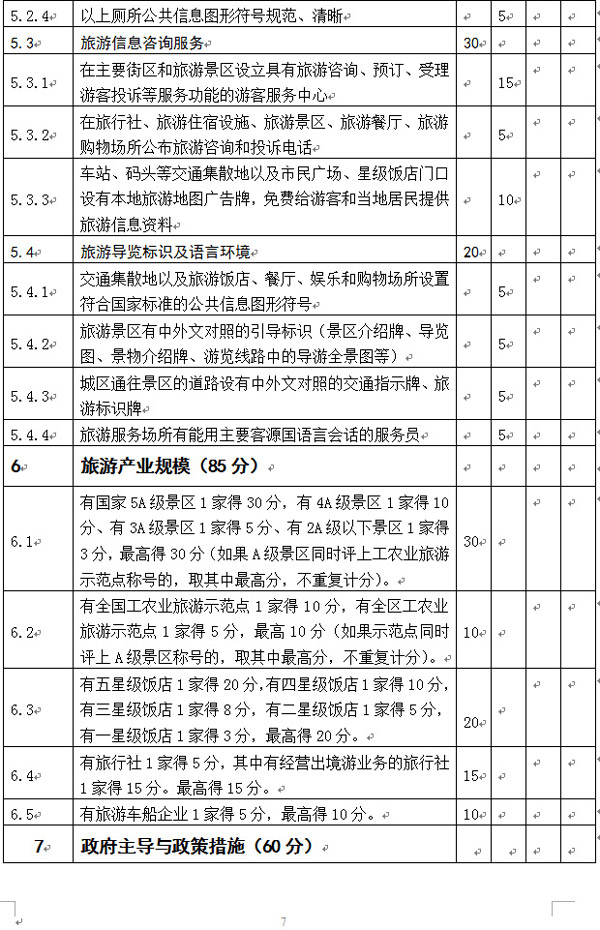 5.2.4 以上厕所公共信息图形符号规范、清晰 5
5.3 旅游信息咨询服务 30
5.3.1 在主要街区和旅游景区设立具有旅游咨询、预订、受理
游客投诉等服务功能的游客服务中心 15
5.3.2 在旅行社、旅游住宿设施、旅游景区、旅游餐厅、旅游
购物场所公布旅游咨询和投诉电话 5
5.3.3 车站、码头等交通集散地以及市民广场、星级饭店门口
设有本地旅游地图广告牌，免费给游客和当地居民提供 10
旅游信息资料
5.4 旅游导览标识及语言环境 20
5.4.1 交通集散地以及旅游饭店、餐厅、娱乐和购物场所设置
符合国家标准的公共信息图形符号 5
5.4.2 旅游景区有中外文对照的引导标识（景区介绍牌、导览
图、景物介绍牌、游览线路中的导游全景图等） 5
5.4.3 城区通往景区的道路设有中外文对照的交通指示牌、旅
游标识牌 5
5.4.4 旅游服务场所有能用主要客源国语言会话的服务员 5
6 旅游产业规模（85 分）
有国家 5A 级景区 1 家得 30 分，有 4A 级景区 1 家得 10
分、有 3A 级景区 1 家得 5 分、有 2A 级以下景区 1 家得
6.1 3 分，最高得 30 分（如果 A 级景区同时评上工农业旅游 30
示范点称号的，取其中最高分，不重复计分）。
有全国工农业旅游示范点 1 家得 10 分，有全区工农业
6.2 旅游示范点 1 家得 5 分，最高 10 分（如果示范点同时 10
评上 A 级景区称号的，取其中最高分，不重复计分）。
有五星级饭店 1 家得 20 分，有四星级饭店 1 家得 10 分，
6.3 有三星级饭店 1 家得 8 分，有二星级饭店 1 家得 5 分， 20
有一星级饭店 1 家得 3 分，最高得 20 分。
6.4 有旅行社 1 家得 5 分，其中有经营出境游业务的旅行社 15
1 家得 15 分。最高得 15 分。
6.5 有旅游车船企业 1 家得 5 分，最高得 10 分。 10
7 政府主导与政策措施（60 分）
7